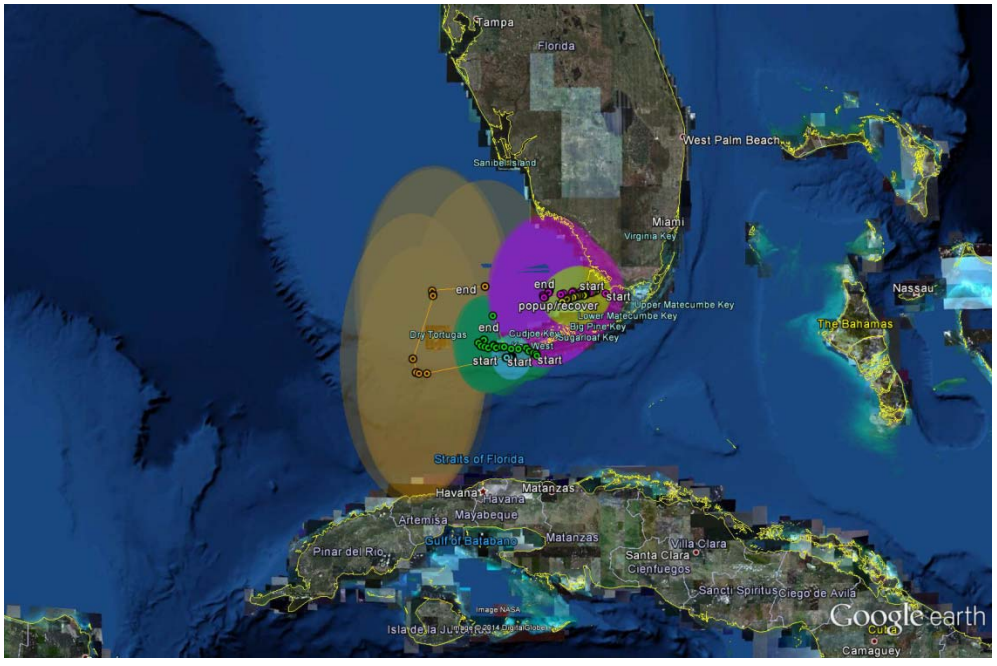 Tampa
Florida
West Palm Beach
Sanibel Island
Miami
Virginia Key
Nassau
end
start
end
start
popup/recover
Upper Matecumbe Key
Lower Matecumbe Key
The Bahamas
Big Pine Key
end
Dry Tortugas
Cudjoe Key
Sugarloaf Key
West
start
start
start
Straits of Florida
Havana
Matanzas
Havana
Artemisa
Mayabeque
Gulf of Batabano
Matanzas
Villa Clara
Pinar del Rio
Santa Clara
Cienfuegos
Sancti Spiritus
Ciego de Avila
Image NASA
Google earth
Isla de la
Image © 2014 DigitalGlobe
Cuba
Camaguey